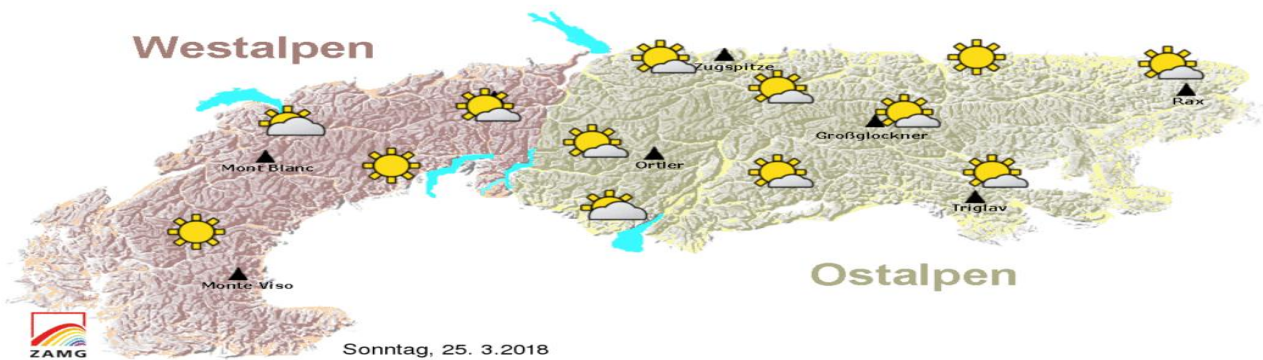 Westalpen
Zugspitze
Rax
Großglockner
Mont Blanc
Ortler
Triglav
Ostalpen
Monte Viso
ZAMG
Sonntag, 25. 3.2018